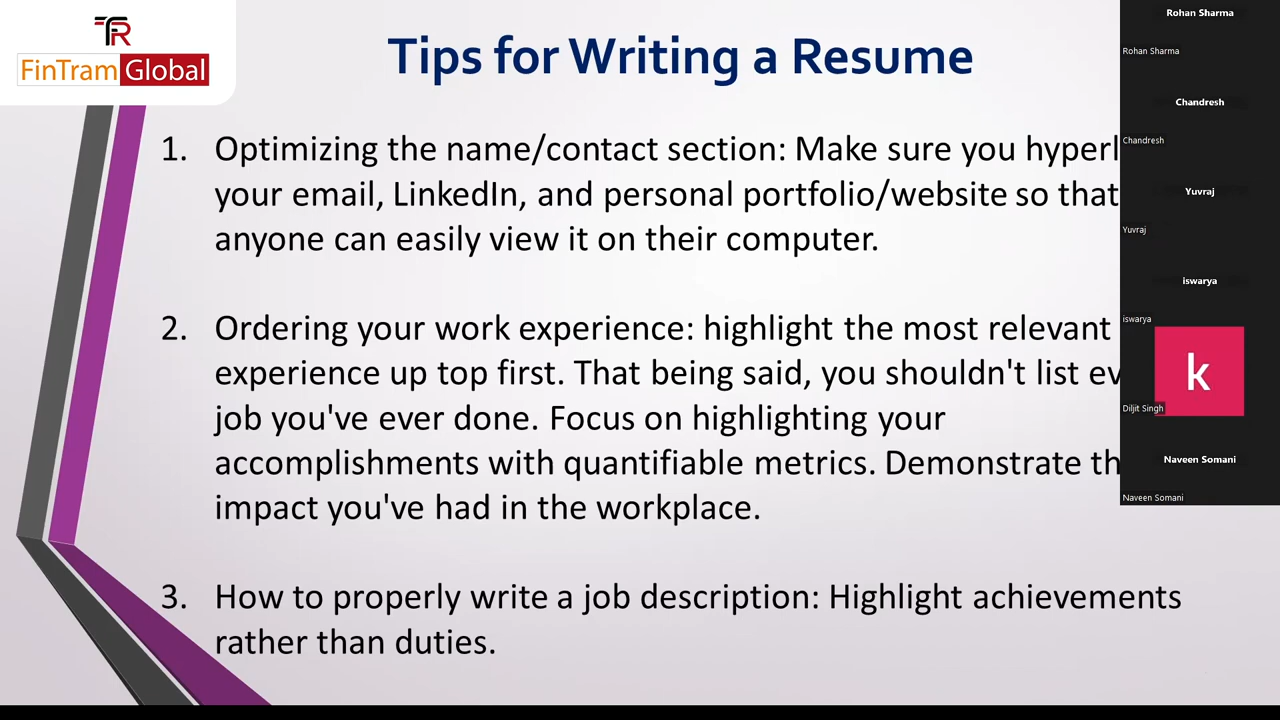 TR
FinTram Global
Tips for Writing a Resume
1. Optimizing the name/contact section: Make sure you
your email, LinkedIn, and personal portfolio/website so that
anyone can easily view it on their computer.
2. Ordering your work experience: highlight the most relevant
experience up top first. That being said, you shouldn't list
job you've ever done. Focus on highlighting your
accomplishments with quantifiable metrics. Demonstrate
impact you've had in the workplace.
3. How to properly write a job description: Highlight achievements
rather than duties.
Rohan Sharma
Rohan Sharma
Chandresh
Chandresh
Yuvraj
Yuvraj
iswarya
iswarya
k
Diljit Singh
Naveen Somani
Naveen Somani